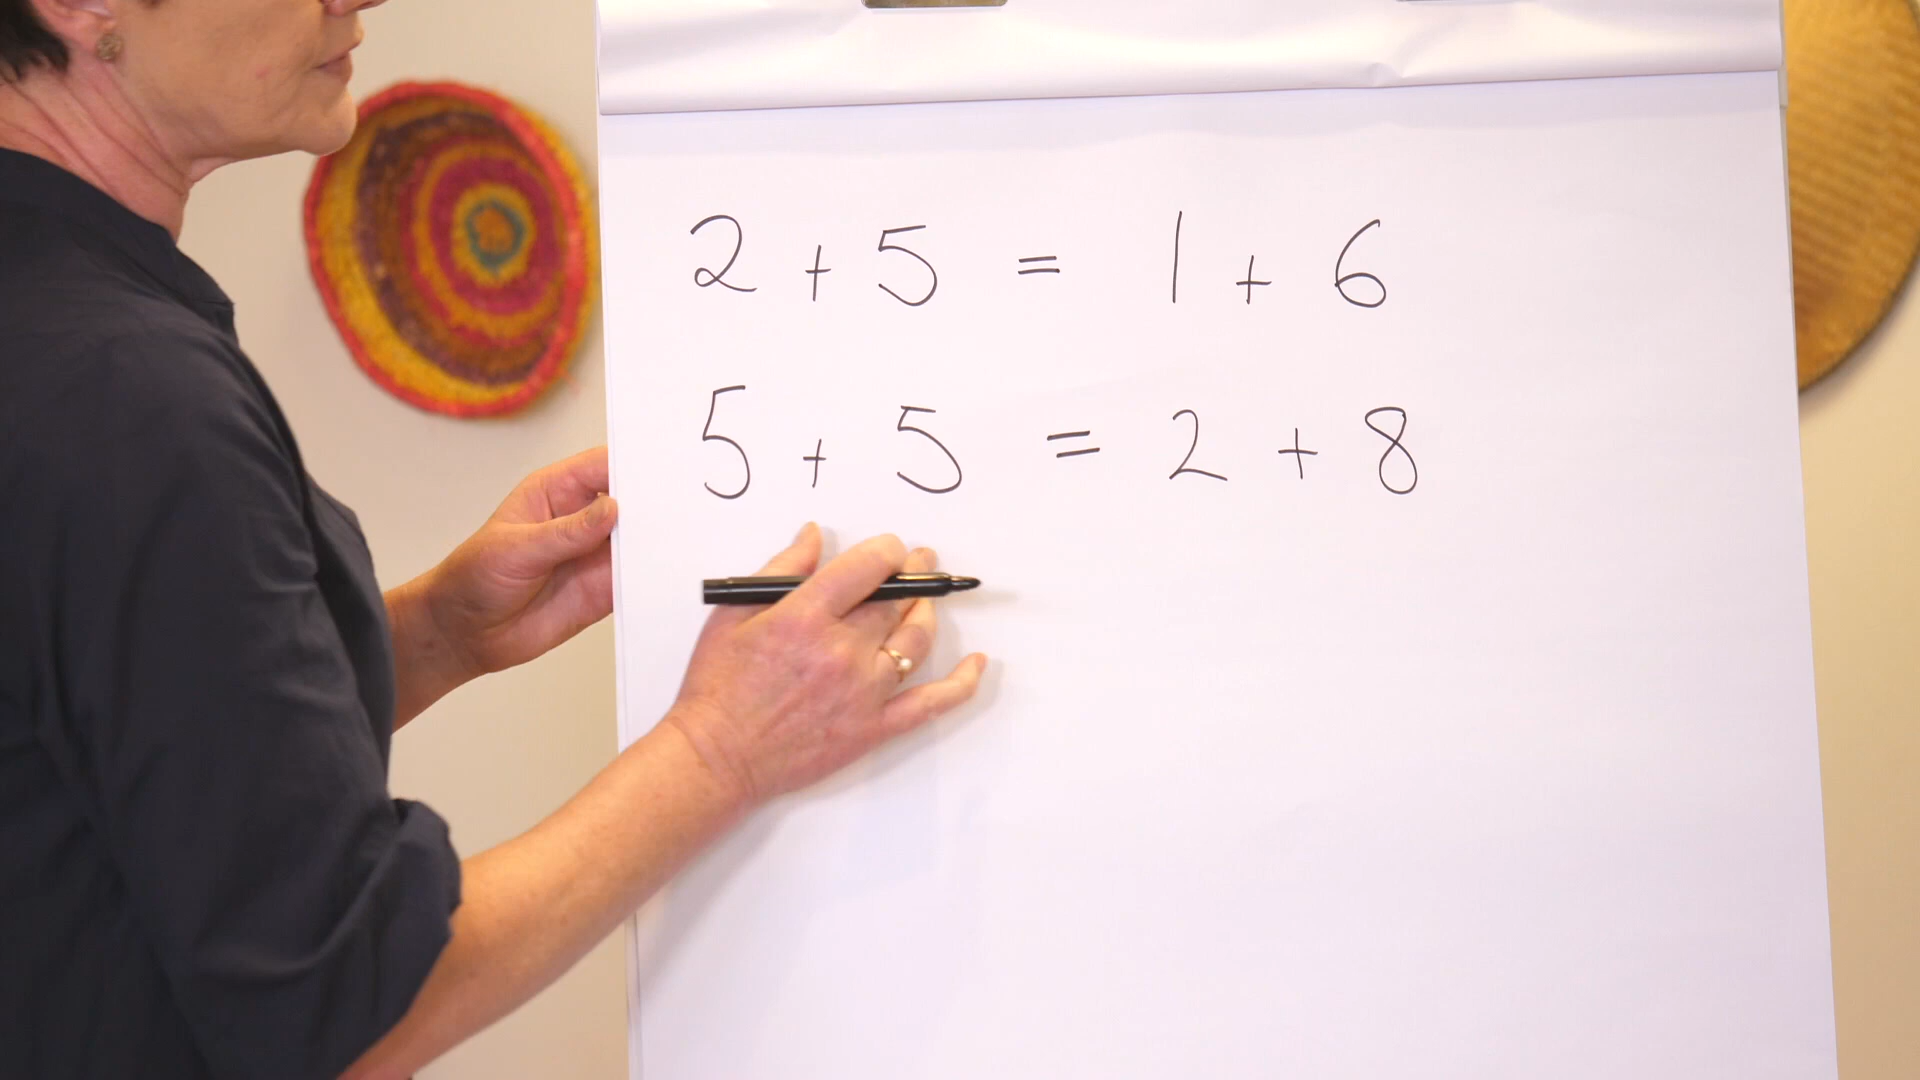 2 + 5 = 1 + 6
5 + 5 = 2 + 8